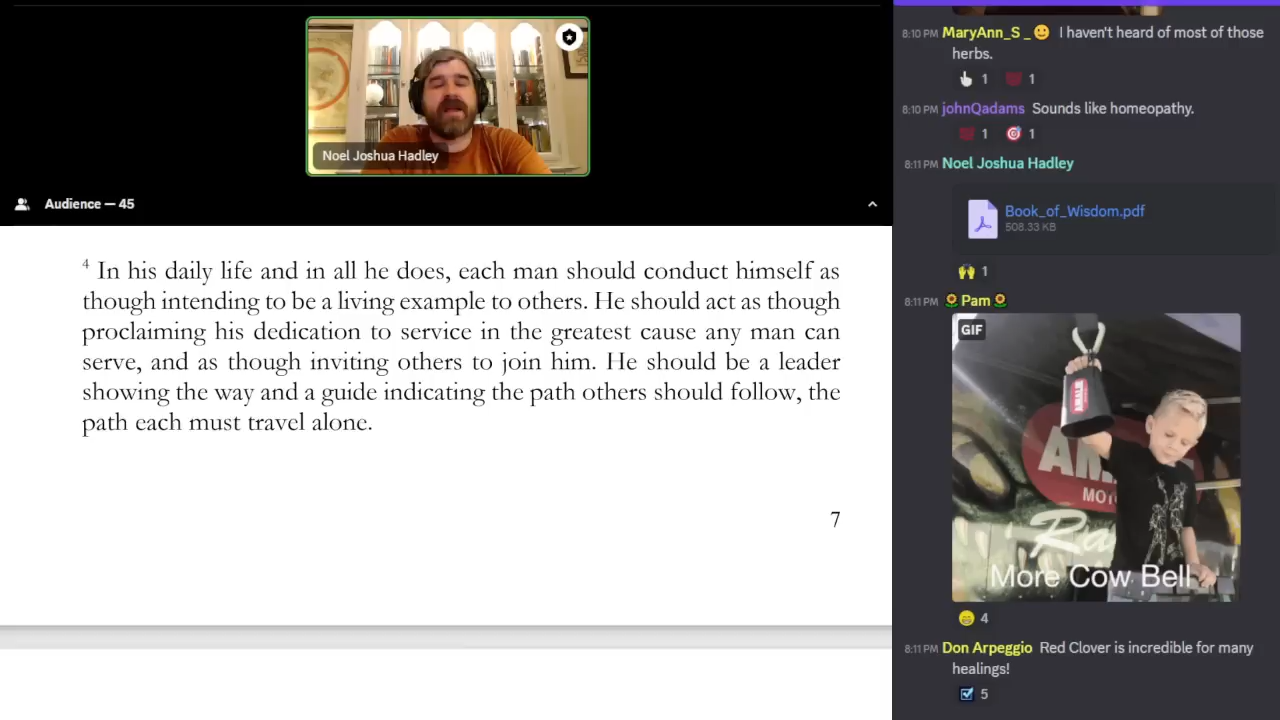 Noel Joshua Hadley
Audience — 45
4 In his daily life and in all he does, each man should conduct himself as
though intending to be a living example to others. He should act as though
proclaiming his dedication to service in the greatest cause any man can
serve, and as though inviting others to join him. He should be a leader
showing the way and a guide indicating the path others should follow, the
path each must travel alone.
7
8:10 PM MaryAnn_S _ 🙂 I haven't heard of most of those
herbs.
1 1
8:10 PM johnQadams Sounds like homeopathy.
1 1
8:11 PM Noel Joshua Hadley
Book_of_Wisdom.pdf
508.33 KB
1
8:11 PM 🌻 Pam 🌻
GIF
More Cow Bell
4
8:11 PM Don Arpeggio Red Clover is incredible for many
healings!
5